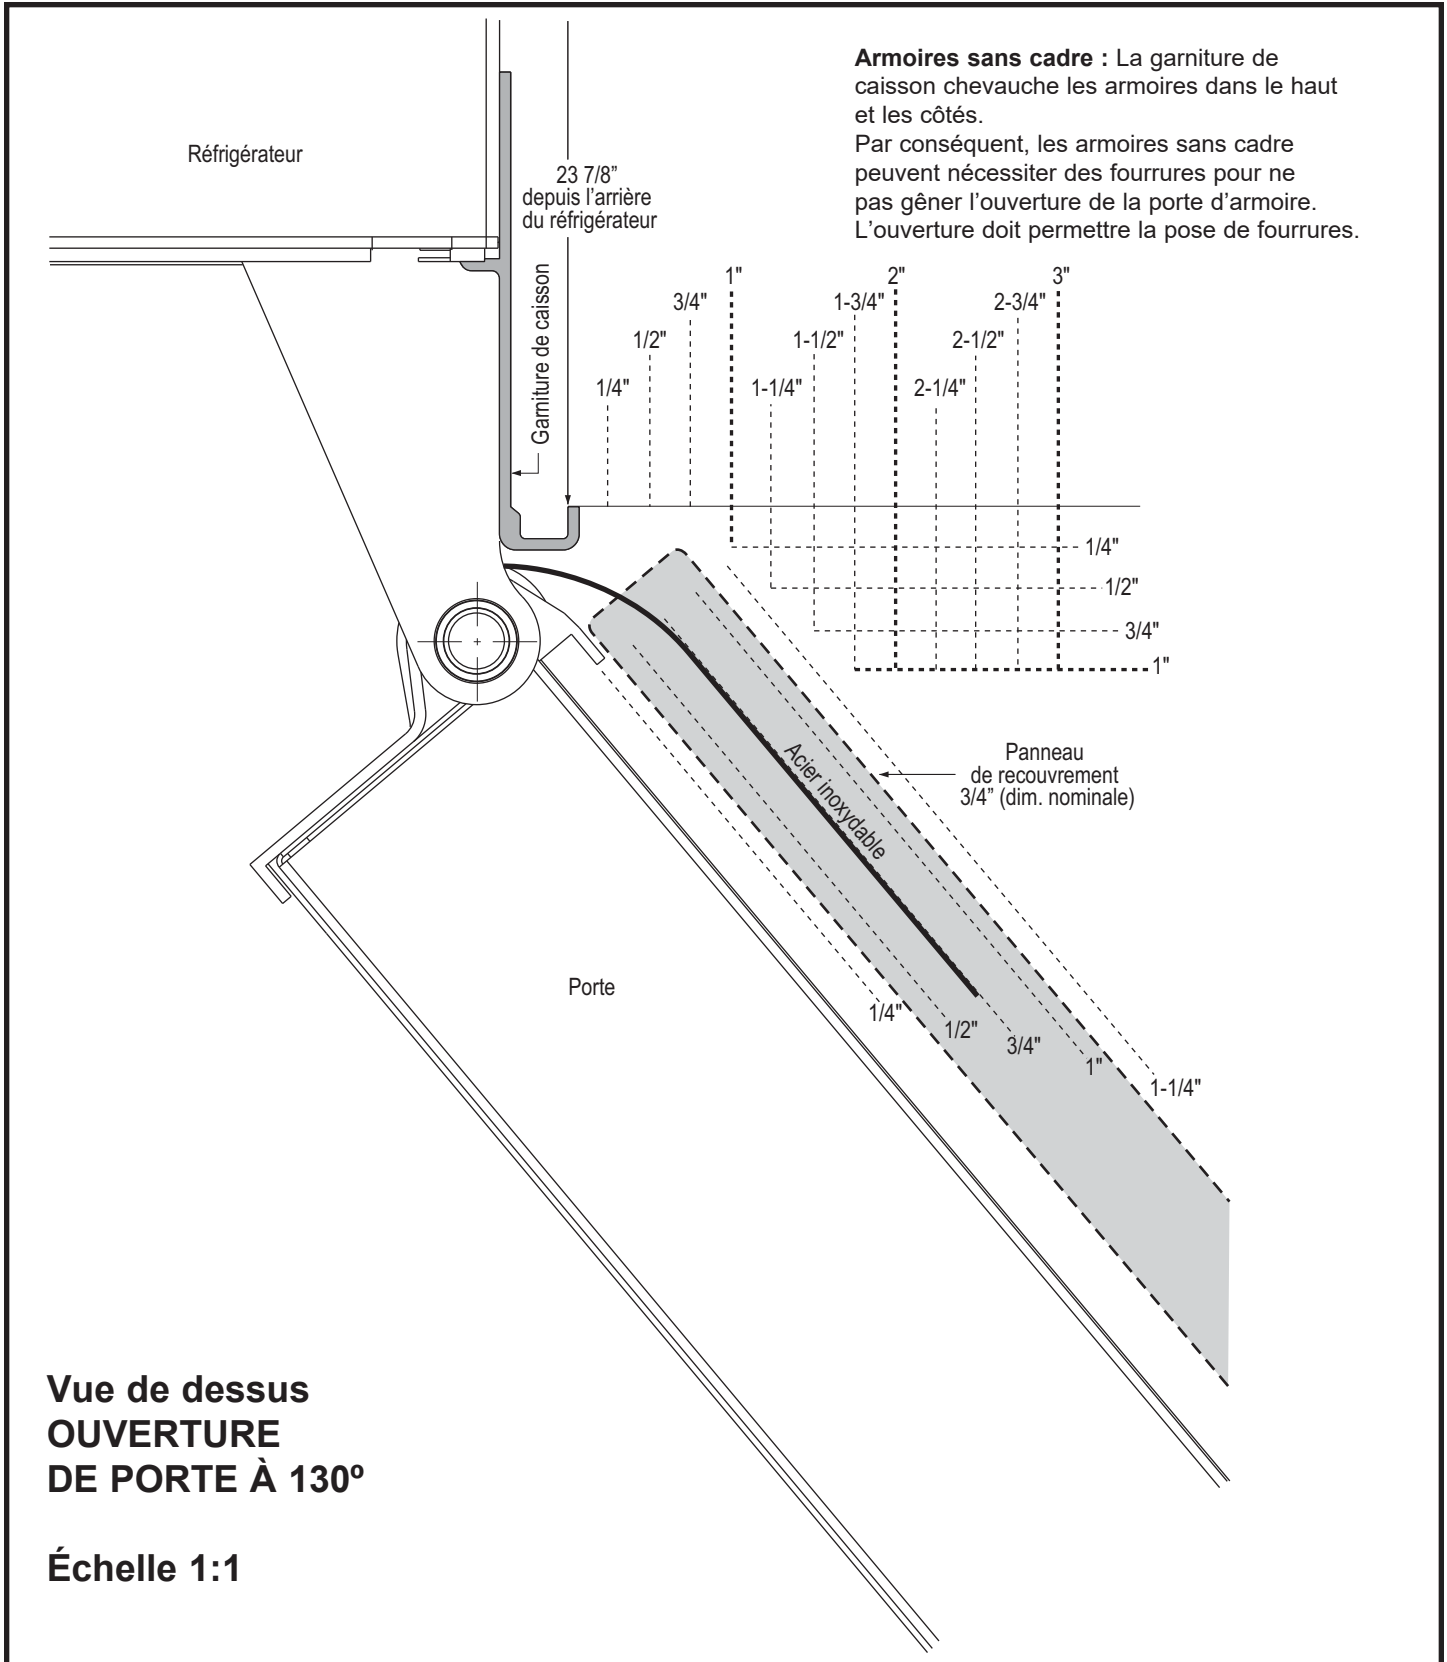 Armoires sans cadre : La garniture de
caisson chevauche les armoires dans le haut
et les côtés.
Par conséquent, les armoires sans cadre
peuvent nécessiter des fourrures pour ne
pas gêner l'ouverture de la porte d'armoire.
L'ouverture doit permettre la pose de fourrures.
Réfrigérateur
23 7/8”
depuis l'arrière
du réfrigérateur
Garniture de caisson
1"
2"
3"
3/4"
1-3/4"
2-3/4"
1/2"
1-1/2"
2-1/2"
1/4"
1-1/4"
2-1/4"
1/4"
1/2"
3/4"
1"
Panneau
de recouvrement
3/4” (dim. nominale)
Acier inoxydable
Porte
1/4"
1/2"
3/4"
1"
1-1/4"
Vue de dessus
OUVERTURE
DE PORTE À 130º
Échelle 1:1